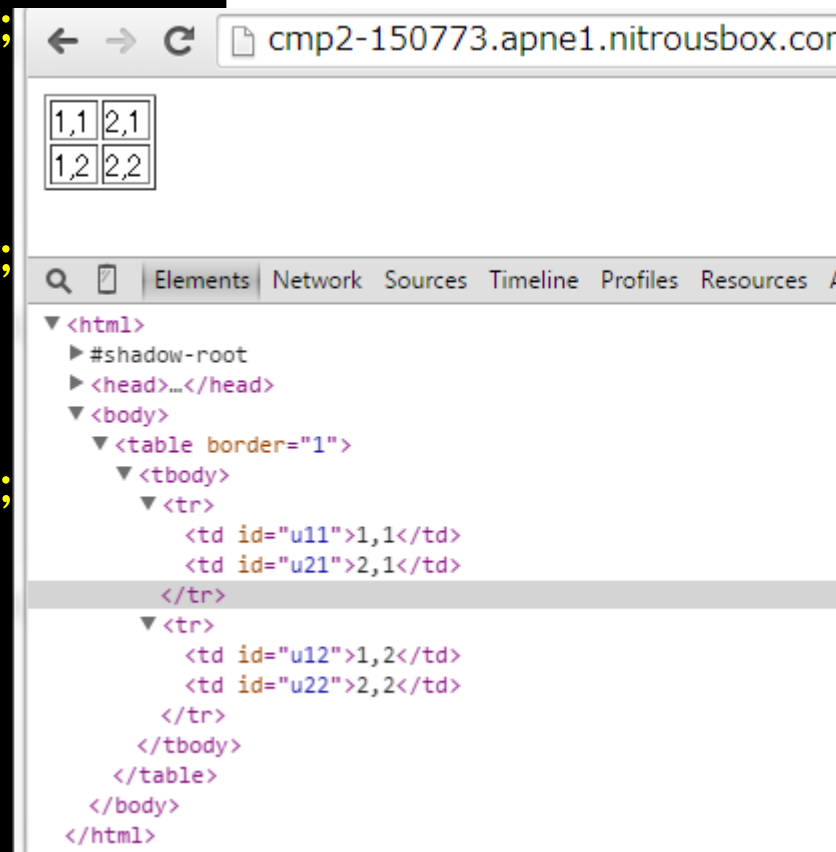 ;
cmp2-150773.apne1.nitrousbox.com
1,1 2,1
1,2 2,2
;
Elements Network Sources Timeline Profiles Resources
<html>
#shadow-root
<head>…</head>
<body>
<table border="1">
<tbody>
;
<tr>
<td id="u11">1,1</td>
<td id="u21">2,1</td>
</tr>
<tr>
<td id="u12">1,2</td>
<td id="u22">2,2</td>
</tr>
</tbody>
</table>
</body>
</html>